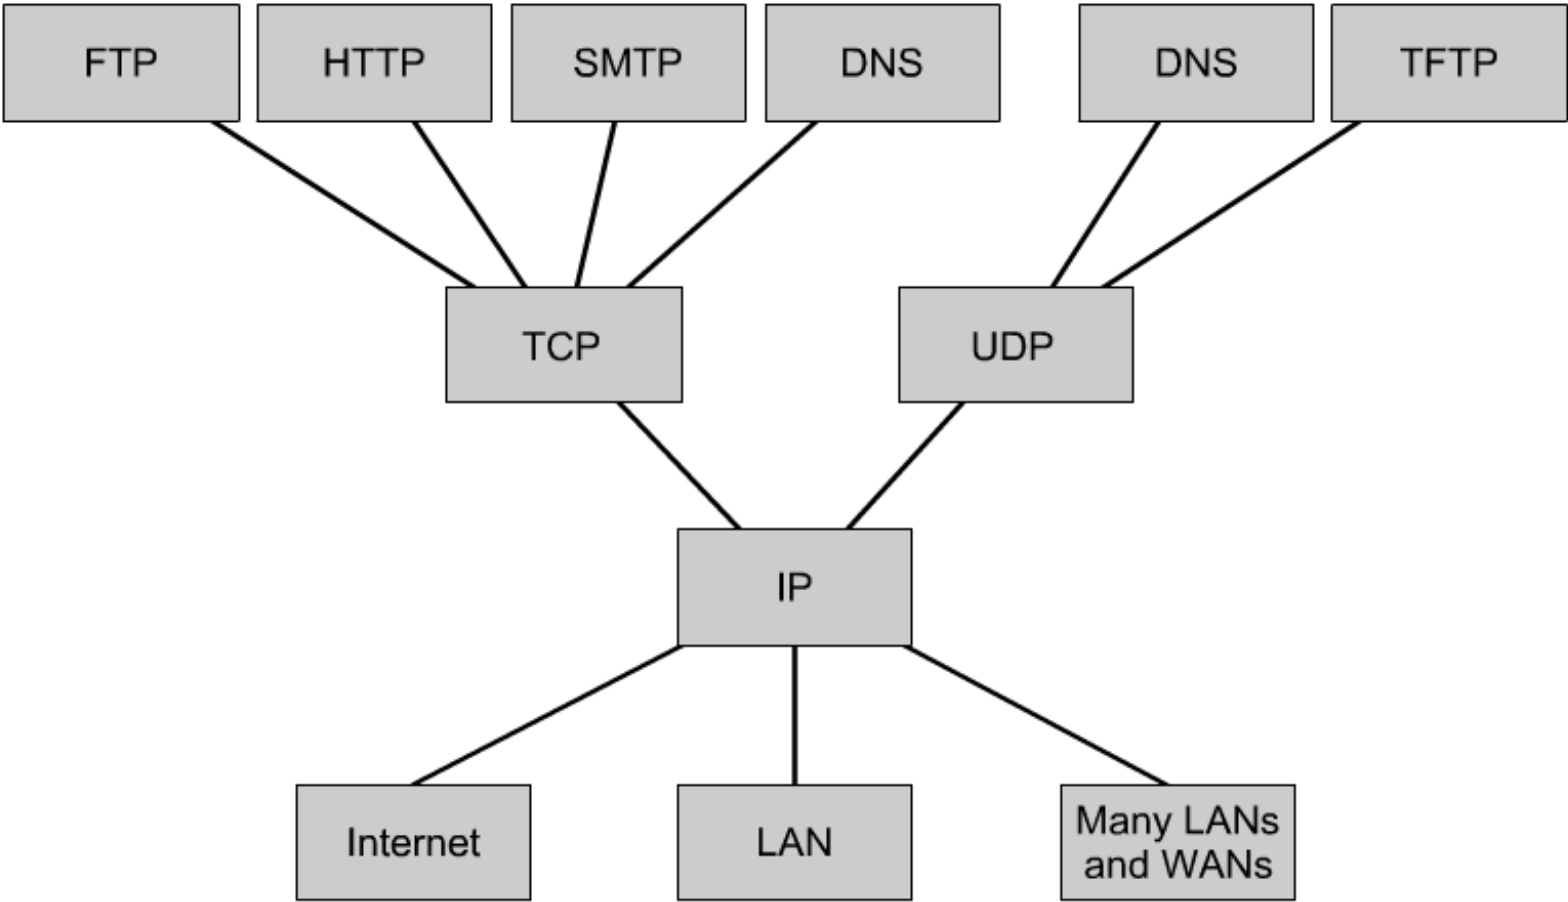 FTP
HTTP
SMTP
DNS
DNS
TFTP
TCP
UDP
IP
Internet
LAN
Many LANs
and WANs